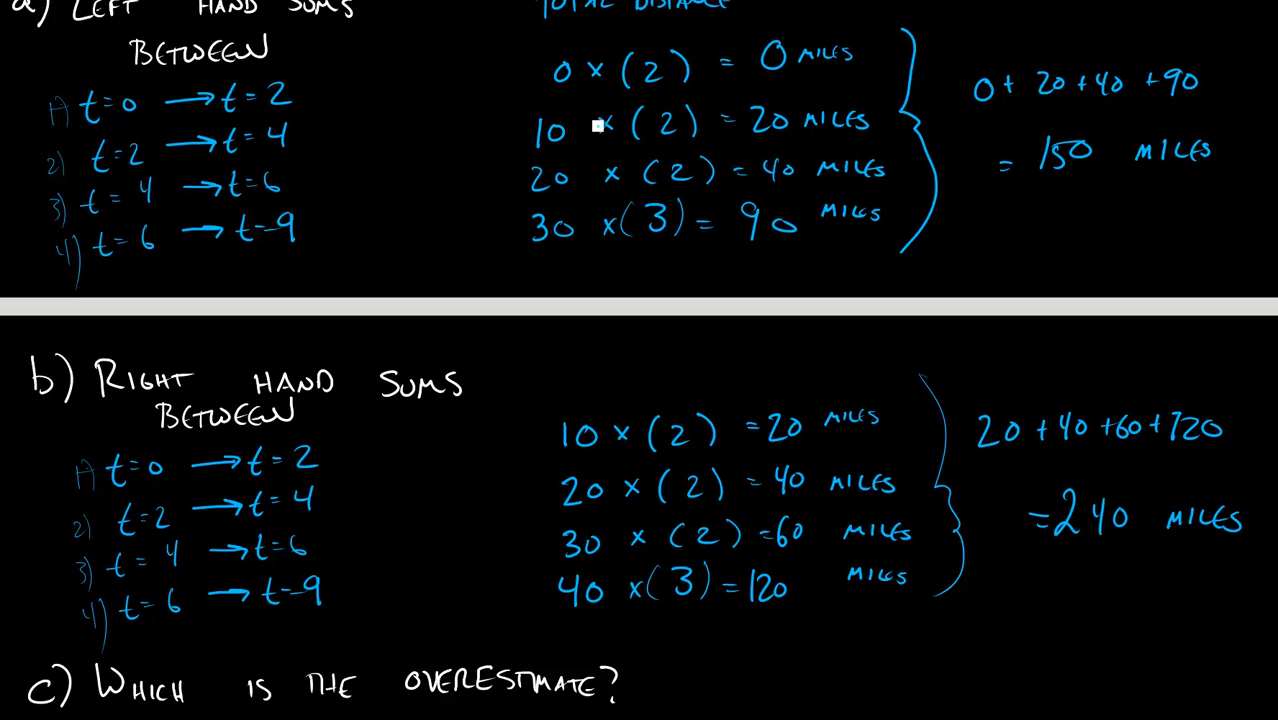 a) LEFT HAND SUMS
TOTAL DISTANCE
BETWEEN
1) t=0 → t=2
2) t=2 → t=4
3) t=4 → t=6
4) t=6 → t=9
0 × (2) = 0 MILES
10 × (2) = 20 MILES
20 × (2) = 40 MILES
30 × (3) = 90 MILES
0+ 20+40 +90
= 150 MILES
b) RIGHT HAND SUMS
BETWEEN
1) t=0 → t=2
2) t=2 → t=4
3) t=4 → t=6
4) t=6 → t=9
10 × (2) =20 MILES
20 × (2) =40 MILES
30 × (2) =60 MILES
40 ×(3) =120 MILES
20 +40 +60+120
=240 MILES
c) WHICH IS THE OVERESTIMATE?